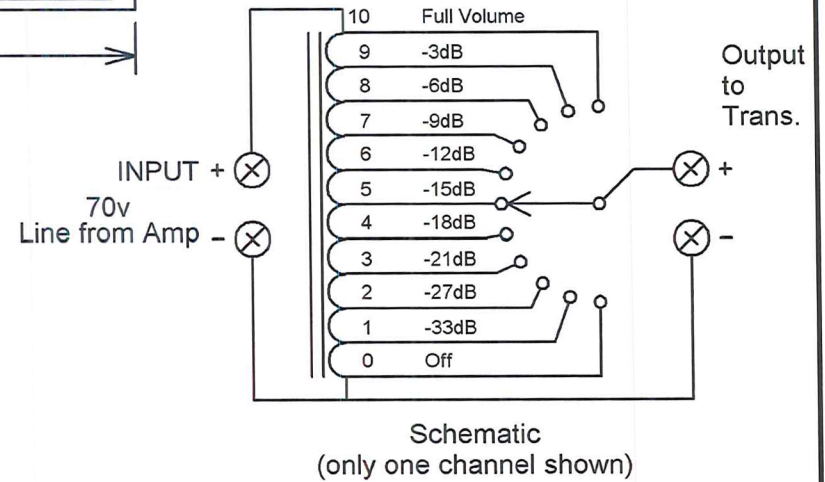 10 Full Volume
9 -3dB
8 -6dB
7 -9dB
6 -12dB
5 -15dB
4 -18dB
3 -21dB
2 -27dB
1 -33dB
0 Off
INPUT +
70v
Line from Amp -
Output
to
Trans.
+
-
Schematic
(only one channel shown)